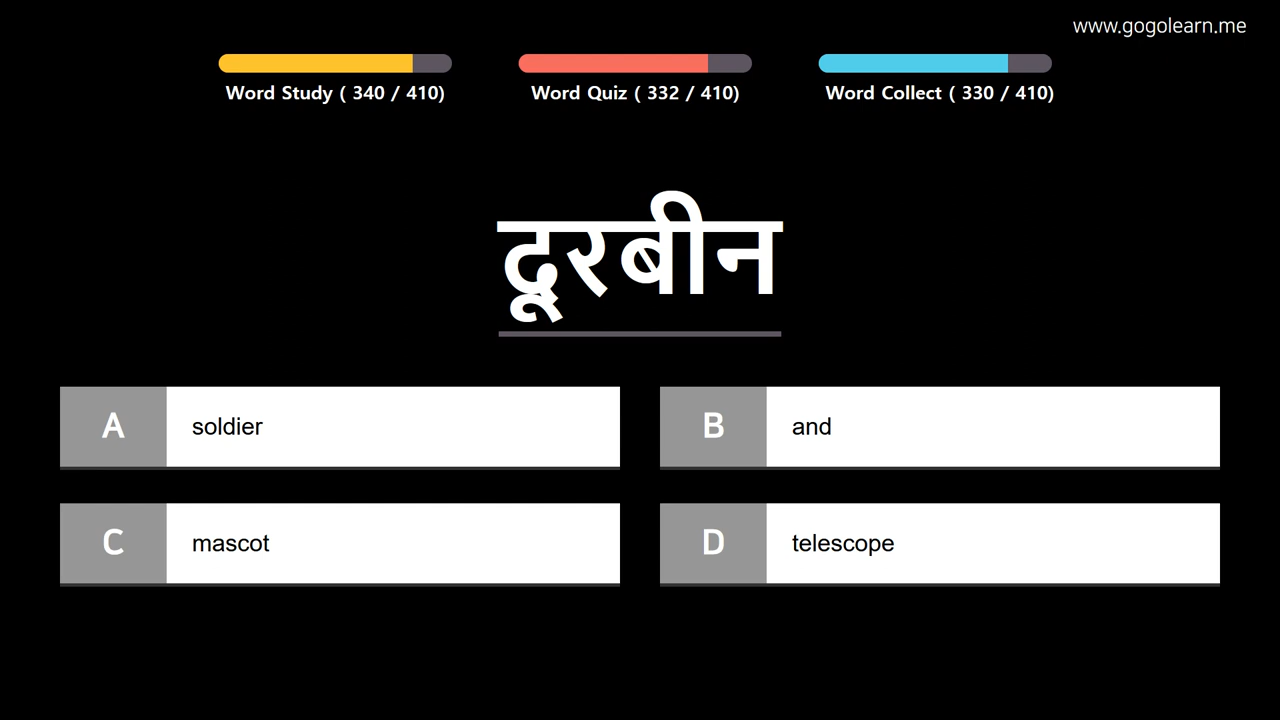 www.gogolearn.me
Word Study ( 340 / 410)
Word Quiz ( 332 / 410)
Word Collect ( 330 / 410)
दूरबीन
A soldier
B and
C mascot
D telescope